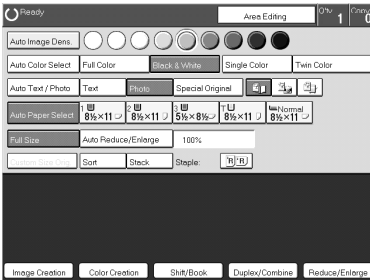 Ready
Area Editing
Q'ty 1 Copy 0
Auto Image Dens.
Auto Color Select Full Color Black & White Single Color Twin Color
Auto Text / Photo Text Photo Special Original
Auto Paper Select 1 8½×11 2 8½×11 3 5½×8½ T 8½×11 Normal 8½×11
Full Size Auto Reduce/Enlarge 100%
Custom Size Orig. Sort Stack Staple: R R
Image Creation Color Creation Shift/Book Duplex/Combine Reduce/Enlarge